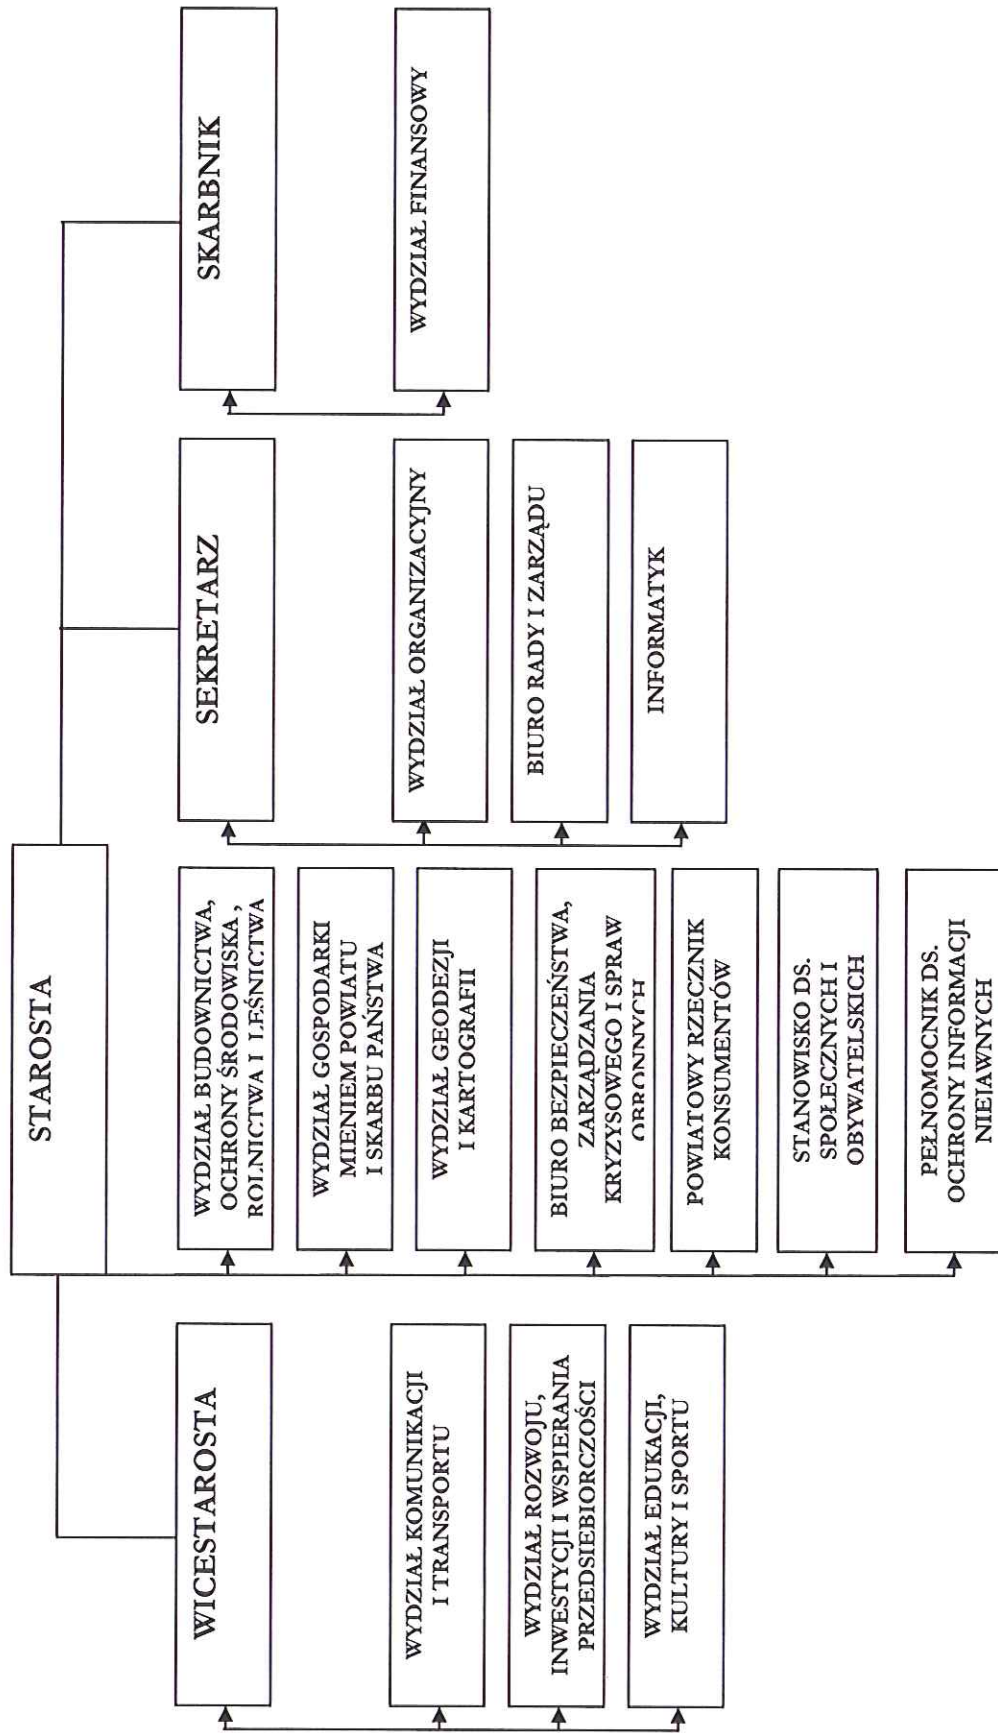 STAROSTA
WICESTAROSTA
WYDZIAŁ KOMUNIKACJI
I TRANSPORTU
WYDZIAŁ ROZWOJU,
INWESTYCJI I WSPIERANIA
PRZEDSIEBIORCZOŚCI
WYDZIAŁ EDUKACJI,
KULTURY I SPORTU
WYDZIAŁ BUDOWNICTWA,
OCHRONY ŚRODOWISKA ,
ROLNICTWA I LEŚNICTWA
WYDZIAŁ GOSPODARKI
MIENIEM POWIATU
I SKARBU PAŃSTWA
WYDZIAŁ GEODEZJI
I KARTOGRAFII
BIURO BEZPIECZEŃSTWA,
ZARZĄDZANIA
KRYZYSOWEGO I SPRAW
OBRONNYCH
POWIATOWY RZECZNIK
KONSUMENTÓW
STANOWISKO DS.
SPOŁECZNYCH I
OBYWATELSKICH
PEŁNOMOCNIK DS.
OCHRONY INFORMACJI
NIEJAWNYCH
SEKRETARZ
WYDZIAŁ ORGANIZACYJNY
BIURO RADY I ZARZĄDU
INFORMATYK
SKARBNIK
WYDZIAŁ FINANSOWY